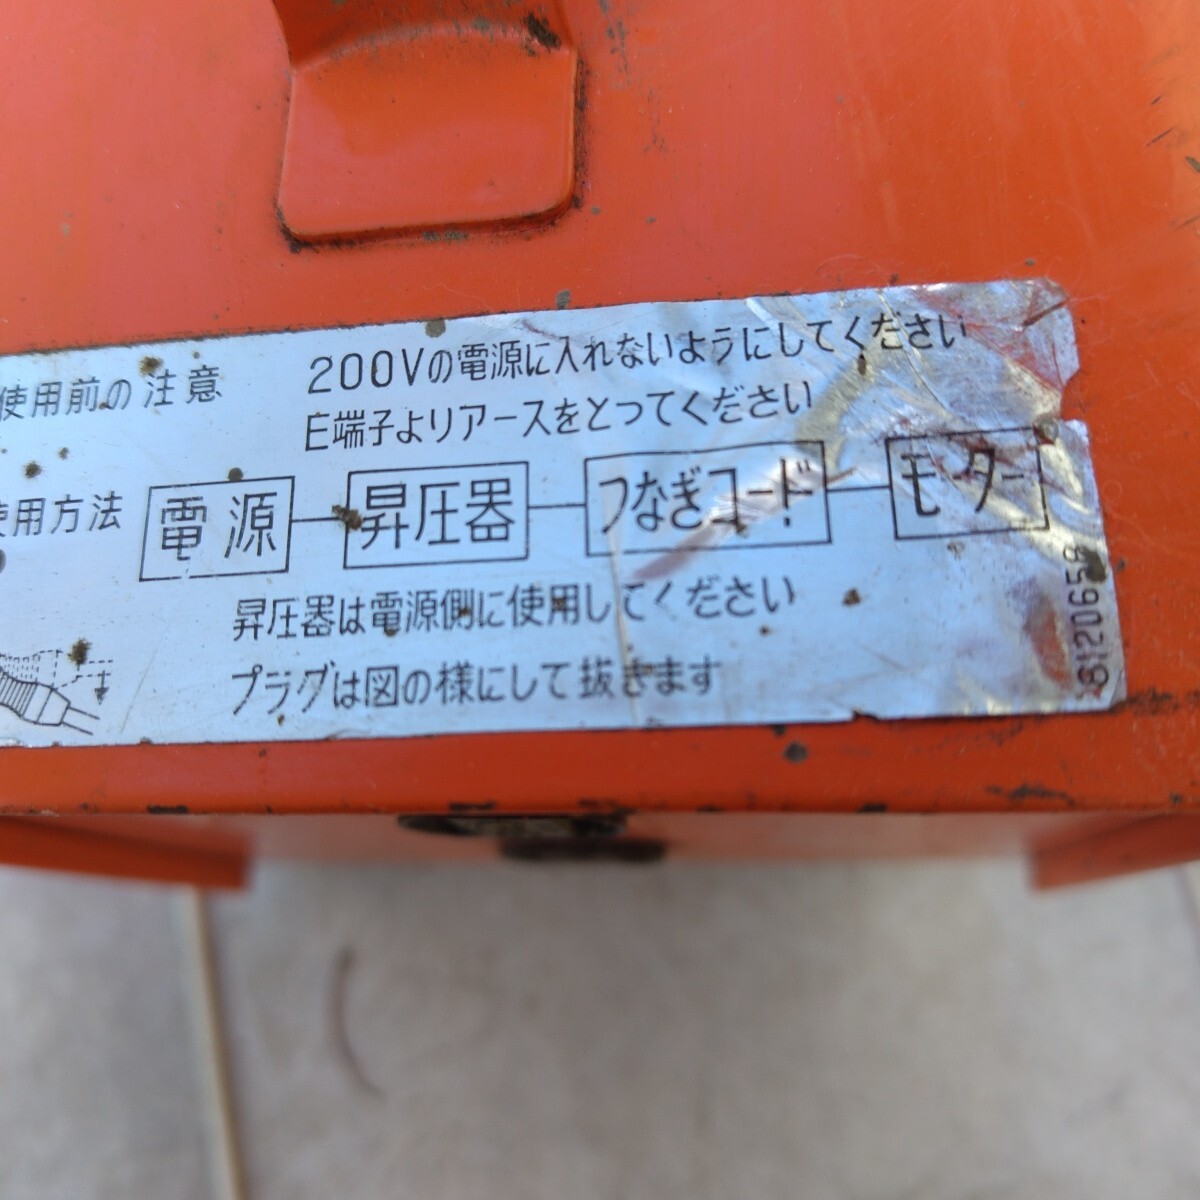 使用前の注意 200Vの電源に入れないようにしてください
E端子よりアースをとってください
使用方法 電源 昇圧器 つなぎコード モーター
昇圧器は電源側に使用してください
プラグは図の様にして抜きます